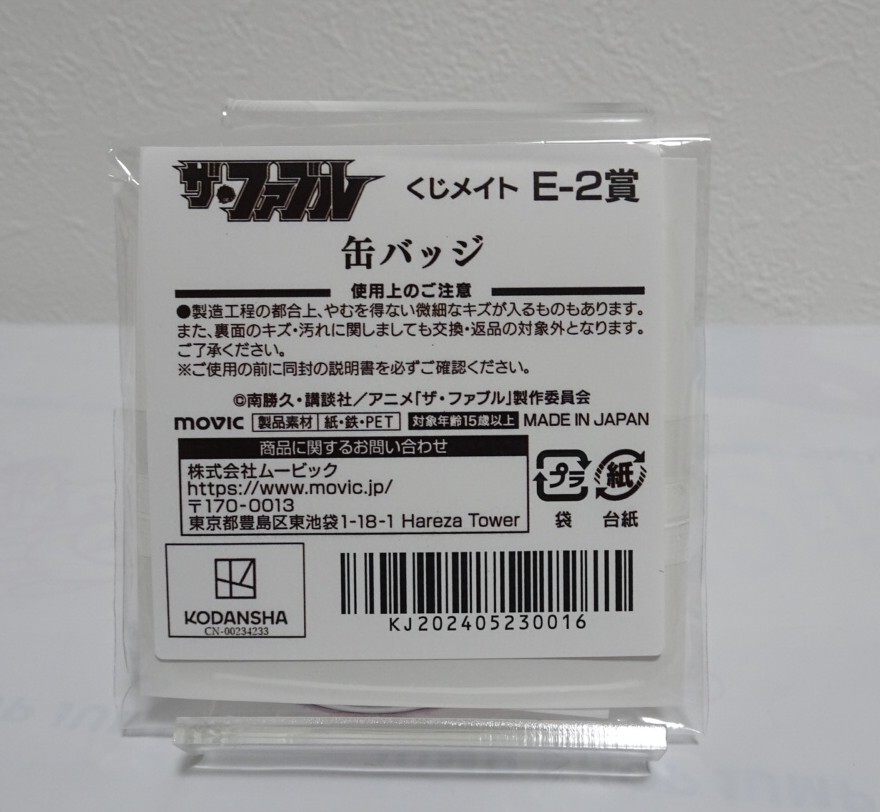 ザ・ファブル くじメイト E-2賞
缶バッジ
使用上のご注意
●製造工程の都合上、やむを得ない微細なキズが入るものもあります。
また、裏面のキズ・汚れに関しましても交換・返品の対象外となります。
ご了承ください。
※ご使用の前に同封の説明書を必ずご確認ください。
©南勝久・講談社/アニメ「ザ・ファブル」製作委員会
movic 製品素材 紙・鉄・PET 対象年齢15歳以上 MADE IN JAPAN
商品に関するお問い合わせ
株式会社ムービック
https://www.movic.jp/
〒170-0013
東京都豊島区東池袋1-18-1 Hareza Tower
プラ 紙
袋 台紙
KODANSHA
CN-00234233
KJ202405230016